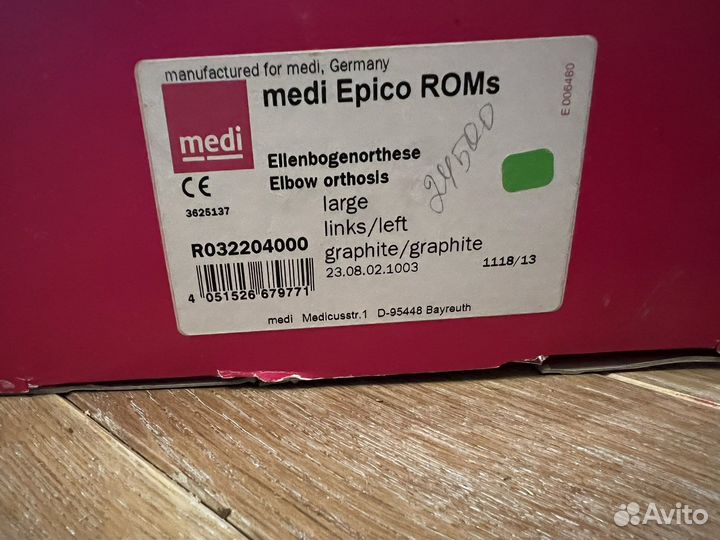 manufactured for medi, Germany
medi Epico ROMs
E006460
medi
24500
Ellenbogenorthese
Elbow orthosis
CE
3625137
large
links/left
R032204000
graphite/graphite
23.08.02.1003
1118/13
4 051526 679771
medi Medicusstr.1 D-95448 Bayreuth
Avito